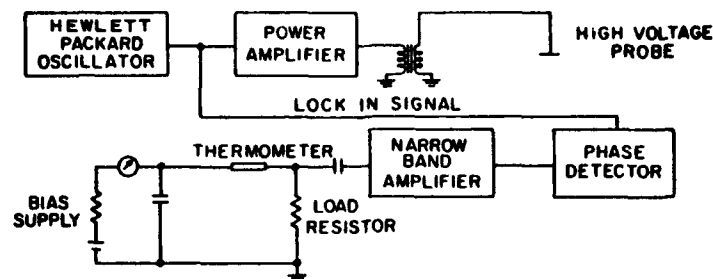 HEWLETT
PACKARD
OSCILLATOR
POWER
AMPLIFIER
HIGH VOLTAGE
PROBE
LOCK IN SIGNAL
THERMOMETER
NARROW
BAND
AMPLIFIER
PHASE
DETECTOR
BIAS
SUPPLY
LOAD
RESISTOR